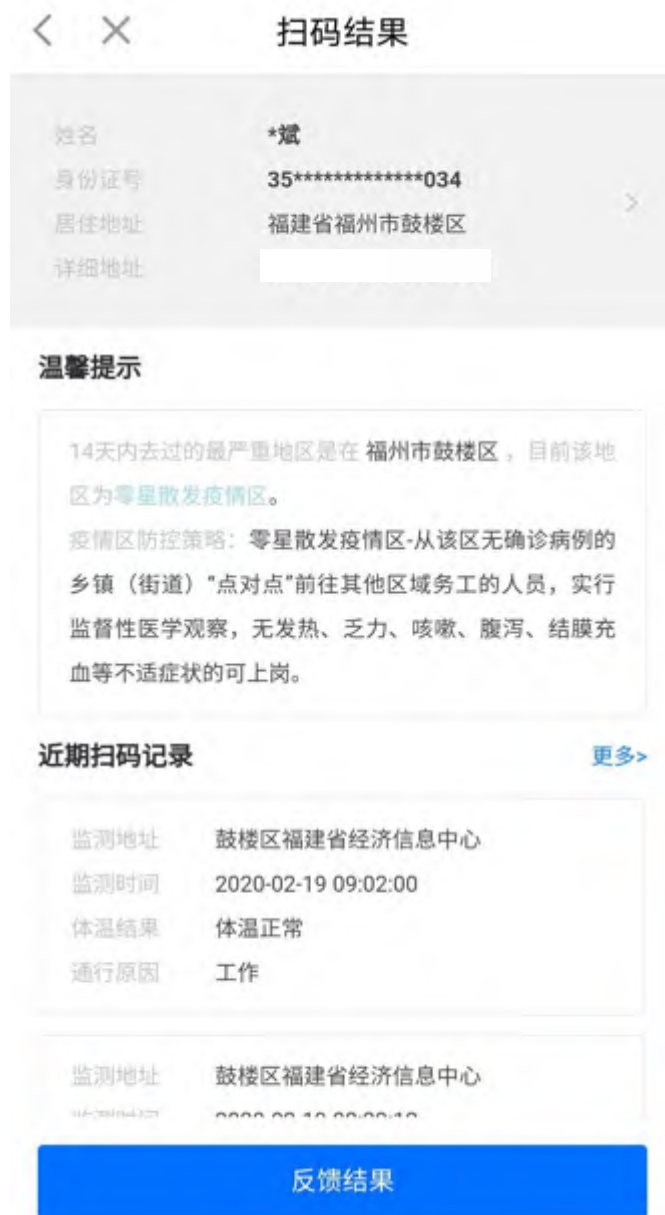 扫码结果
姓名 *斌
身份证号 35*************034
居住地址 福建省福州市鼓楼区
详细地址
温馨提示
14天内去过的最严重地区是在 福州市鼓楼区 ，目前该地
区为零星散发疫情区。
疫情区防控策略：零星散发疫情区-从该区无确诊病例的
乡镇（街道）"点对点"前往其他区域务工的人员，实行
监督性医学观察，无发热、乏力、咳嗽、腹泻、结膜充
血等不适症状的可上岗。
近期扫码记录 更多>
监测地址 鼓楼区福建省经济信息中心
监测时间 2020-02-19 09:02:00
体温结果 体温正常
通行原因 工作
监测地址 鼓楼区福建省经济信息中心
监测时间
反馈结果